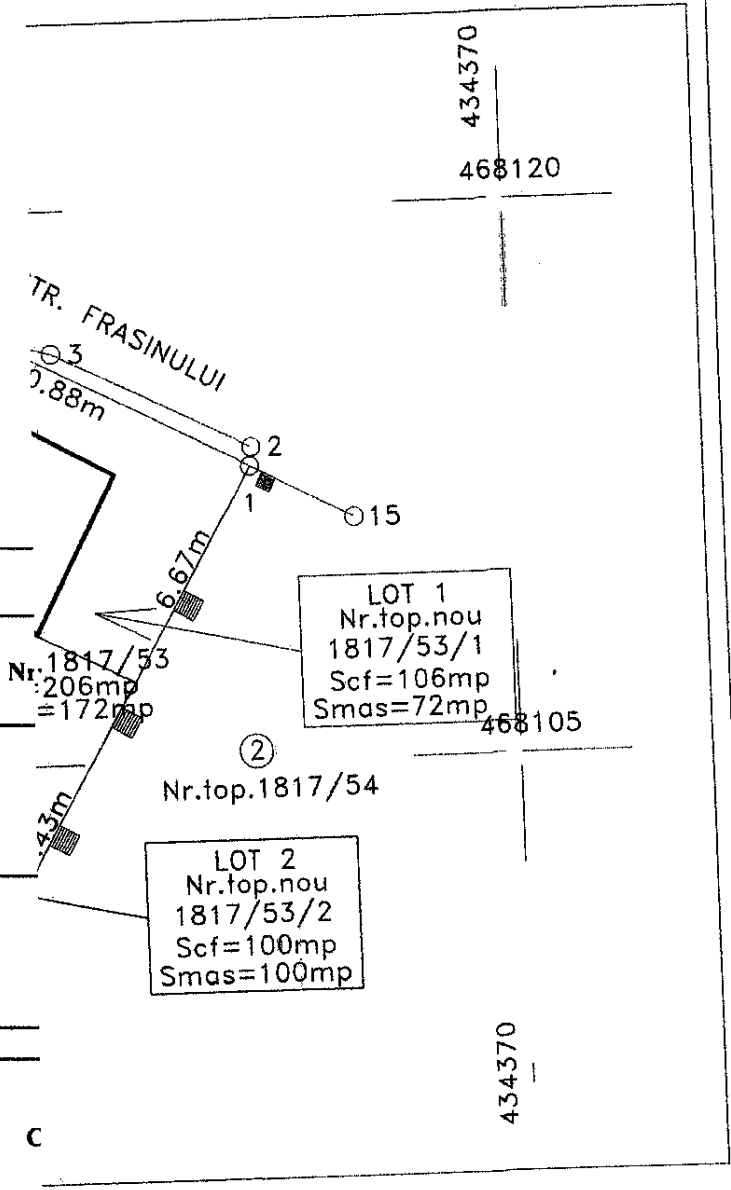 434370
468120
TR. FRASINULUI
3
0.88m
2
1
15
6.67m
LOT 1
Nr.top.nou
1817/53/1
Scf=106mp
Smas=72mp
Nr.1817/53
:206mp
=172mp
468105
2
Nr.top.1817/54
.43m
LOT 2
Nr.top.nou
1817/53/2
Scf=100mp
Smas=100mp
434370
C